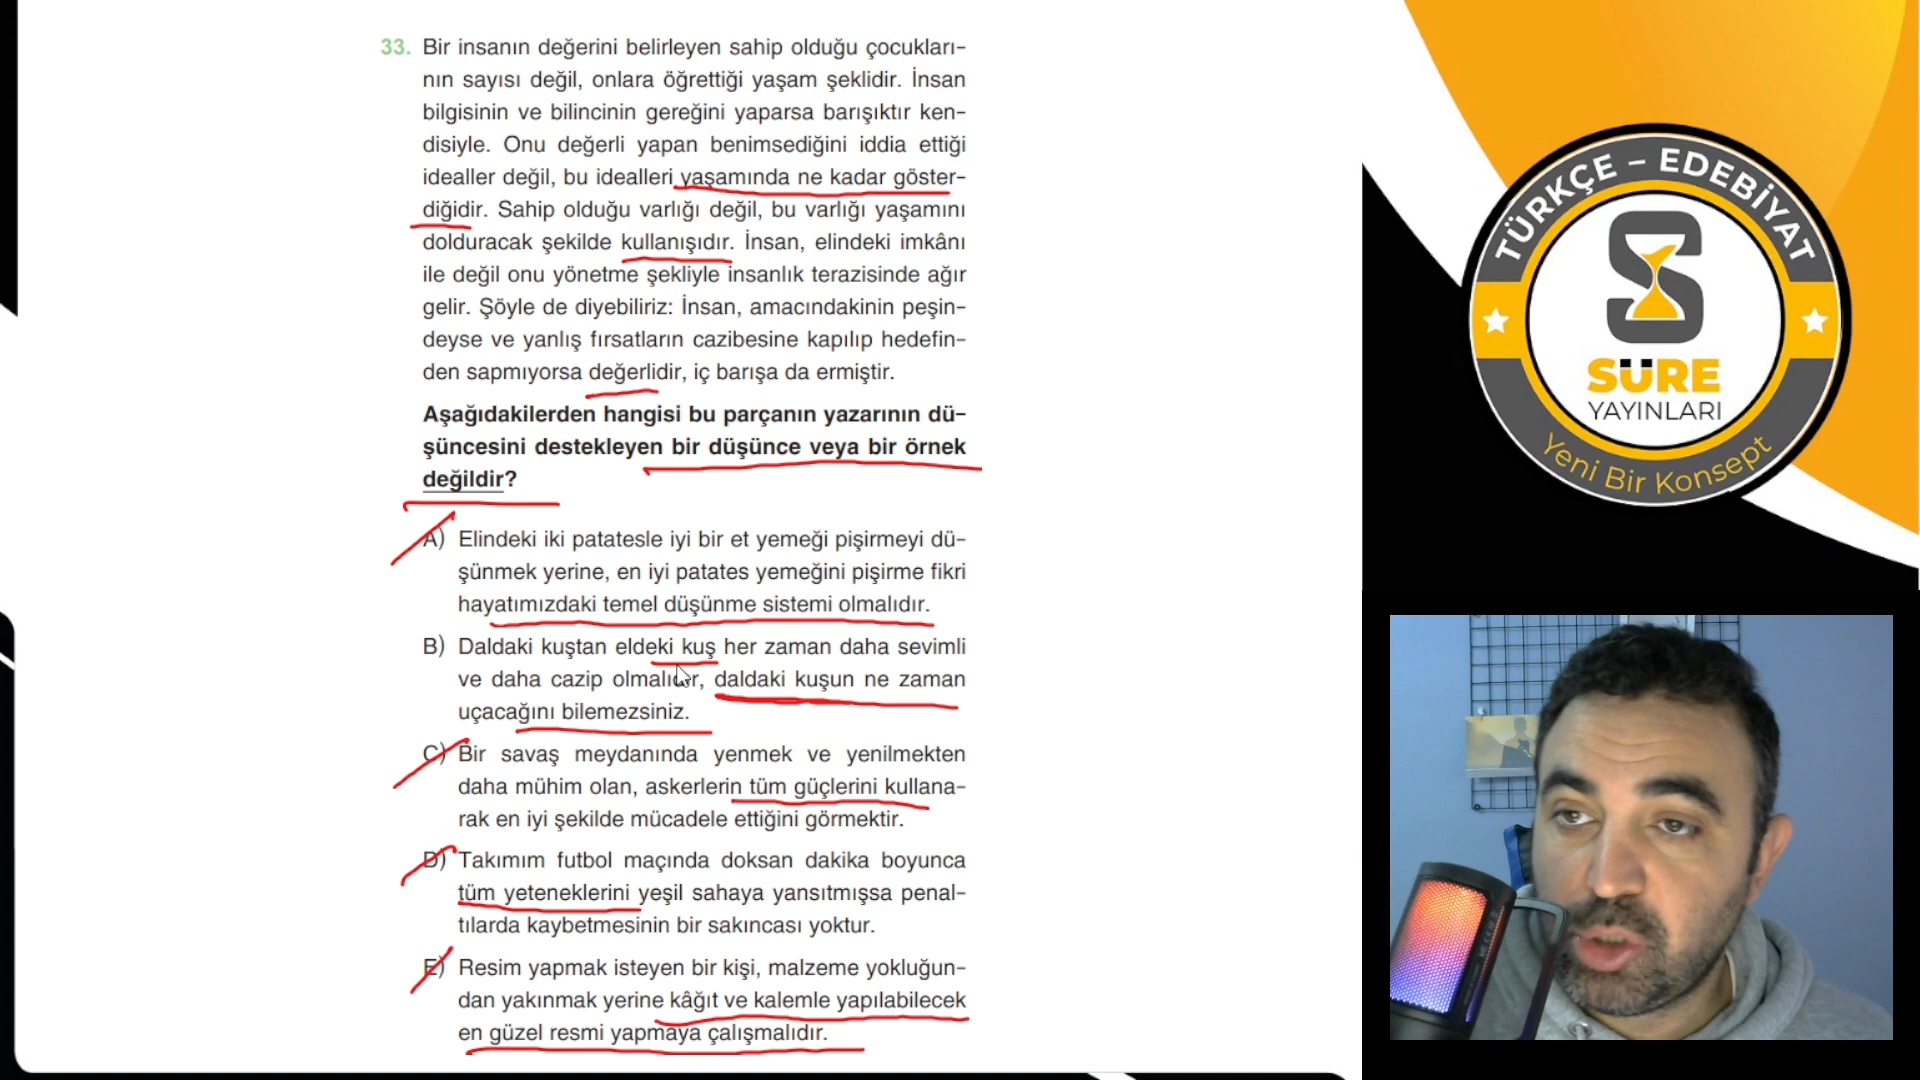 33. Bir insanın değerini belirleyen sahip olduğu çocukları–
nın sayısı değil, onlara öğrettiği yaşam şeklidir. İnsan
bilgisinin ve bilincinin gereğini yaparsa barışıktır ken–
disiyle. Onu değerli yapan benimsediğini iddia ettiği
idealler değil, bu idealleri yaşamında ne kadar göster–
diğidir. Sahip olduğu varlığı değil, bu varlığı yaşamını
dolduracak şekilde kullanışıdır. İnsan, elindeki imkânı
ile değil onu yönetme şekliyle insanlık terazisinde ağır
gelir. Şöyle de diyebiliriz: İnsan, amacındakinin peşin–
deyse ve yanlış fırsatların cazibesine kapılıp hedefin–
den sapmıyorsa değerlidir, iç barışa da ermiştir.
Aşağıdakilerden hangisi bu parçanın yazarının dü–
şüncesini destekleyen bir düşünce veya bir örnek
değildir?
A) Elindeki iki patatesle iyi bir et yemeği pişirmeyi dü–
şünmek yerine, en iyi patates yemeğini pişirme fikri
hayatımızdaki temel düşünme sistemi olmalıdır.
B) Daldaki kuştan eldeki kuş her zaman daha sevimli
ve daha cazip olmalıdır, daldaki kuşun ne zaman
uçacağını bilemezsiniz.
C) Bir savaş meydanında yenmek ve yenilmekten
daha mühim olan, askerlerin tüm güçlerini kullana–
rak en iyi şekilde mücadele ettiğini görmektir.
D) Takımım futbol maçında doksan dakika boyunca
tüm yeteneklerini yeşil sahaya yansıtmışsa penal–
tılarda kaybetmesinin bir sakıncası yoktur.
E) Resim yapmak isteyen bir kişi, malzeme yokluğun–
dan yakınmak yerine kâğıt ve kalemle yapılabilecek
en güzel resmi yapmaya çalışmalıdır.
TÜRKÇE – EDEBİYAT
SÜRE
YAYINLARI
Yeni Bir Konsept